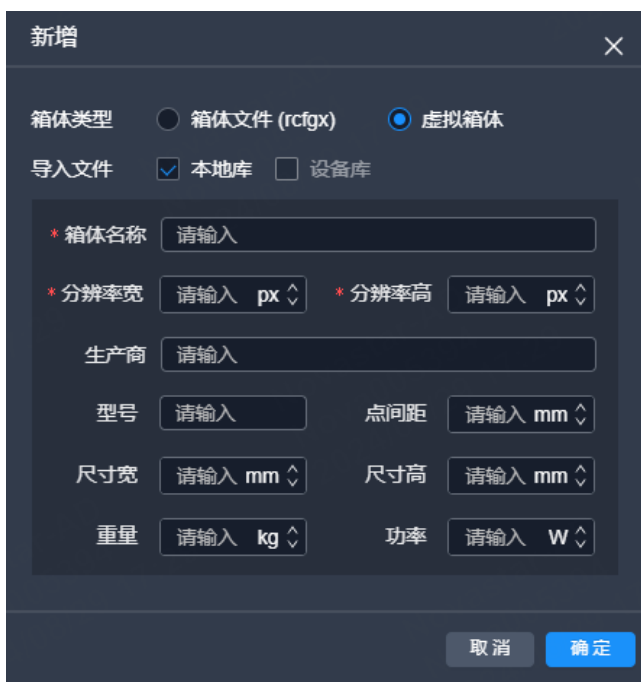 新增
箱体类型 箱体文件 (rcfgx) 虚拟箱体
导入文件 本地库 设备库
* 箱体名称 请输入
* 分辨率宽 请输入 px * 分辨率高 请输入 px
生产商 请输入
型号 请输入 点间距 请输入 mm
尺寸宽 请输入 mm 尺寸高 请输入 mm
重量 请输入 kg 功率 请输入 W
取消 确定